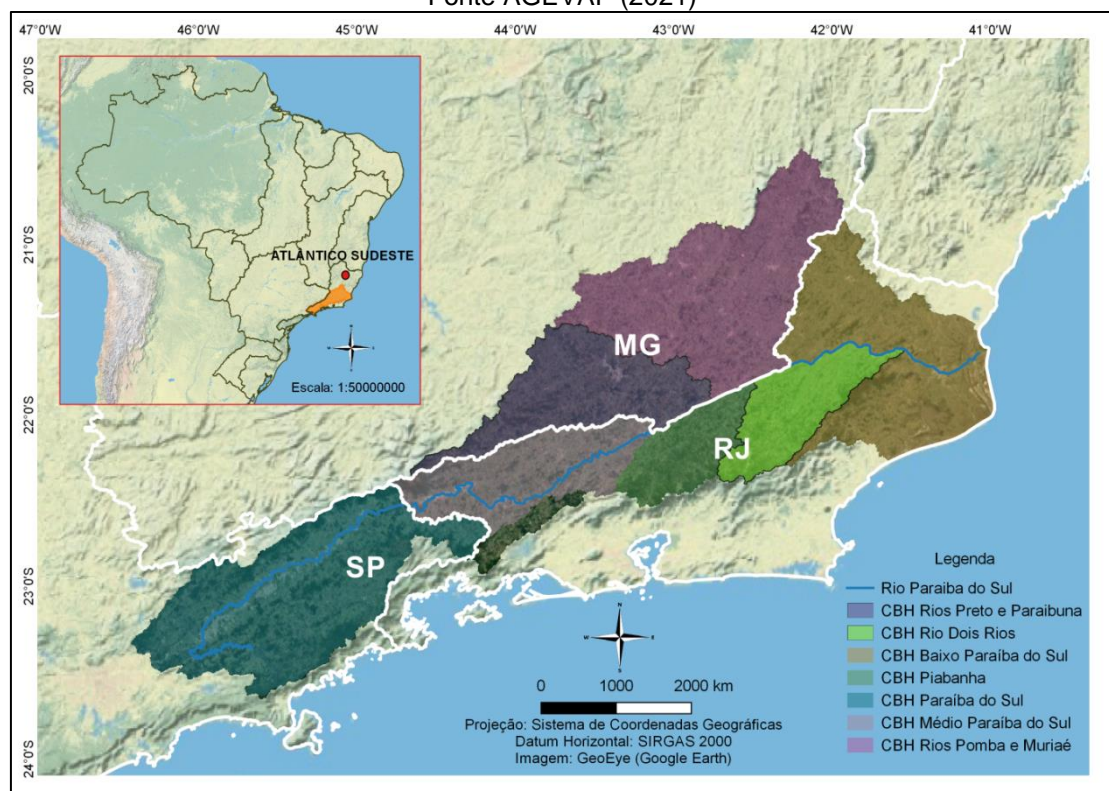 Fonte AGEVAP (2021)
47°0'W 46°0'W 45°0'W 44°0'W 43°0'W 42°0'W 41°0'W
20°0'S
21°0'S
22°0'S
23°0'S
24°0'S
ATLÂNTICO SUDESTE
Escala: 1:50000000
MG
RJ
SP
Legenda
Rio Paraiba do Sul
CBH Rios Preto e Paraibuna
CBH Rio Dois Rios
CBH Baixo Paraíba do Sul
CBH Piabanha
CBH Paraíba do Sul
CBH Médio Paraíba do Sul
CBH Rios Pomba e Muriaé
N
W E
S
0 1000 2000 km
Projeção: Sistema de Coordenadas Geográficas
Datum Horizontal: SIRGAS 2000
Imagem: GeoEye (Google Earth)